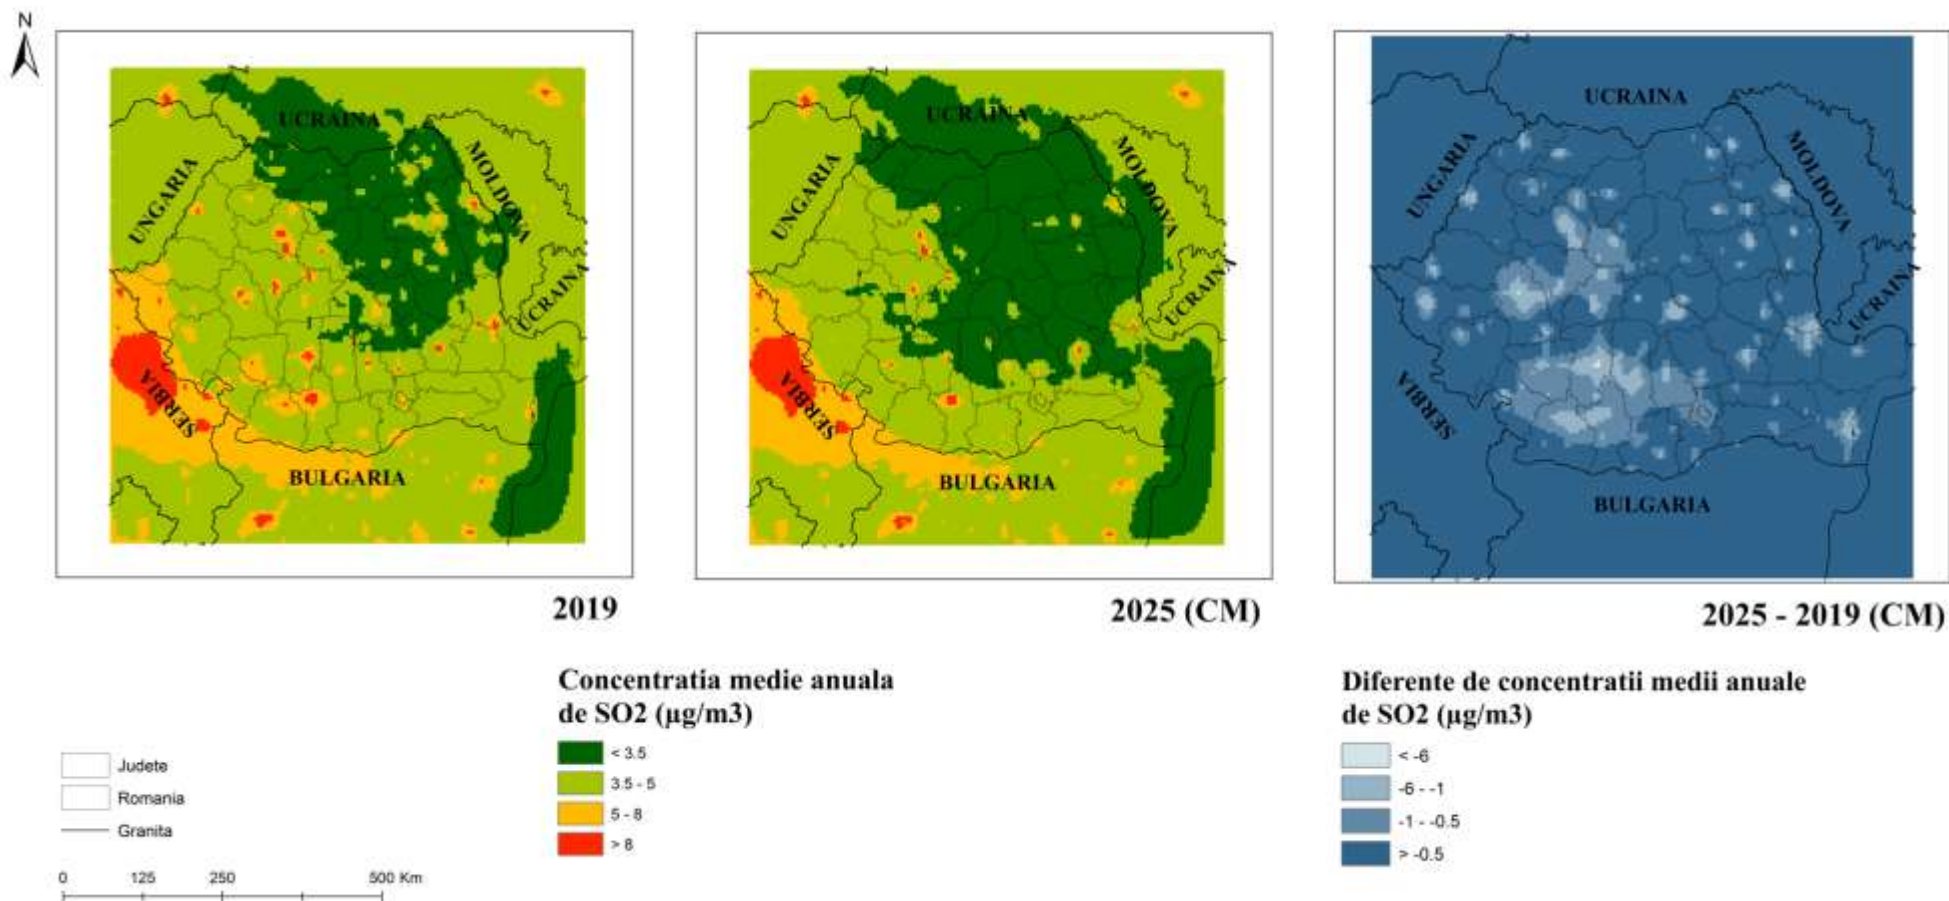 N
UCRAINA
UNGARIA
MOLDOVA
UCRAINA
SERBIA
BULGARIA
2019
UCRAINA
UNGARIA
MOLDOVA
UCRAINA
SERBIA
BULGARIA
2025 (CM)
UCRAINA
UNGARIA
MOLDOVA
UCRAINA
SERBIA
BULGARIA
2025 - 2019 (CM)
Judete
Romania
Granita
0 125 250 500 Km
Concentratia medie anuala
de SO2 (µg/m3)
< 3.5
3.5 - 5
5 - 8
> 8
Diferente de concentratii medii anuale
de SO2 (µg/m3)
< -6
-6 - -1
-1 - -0.5
> -0.5